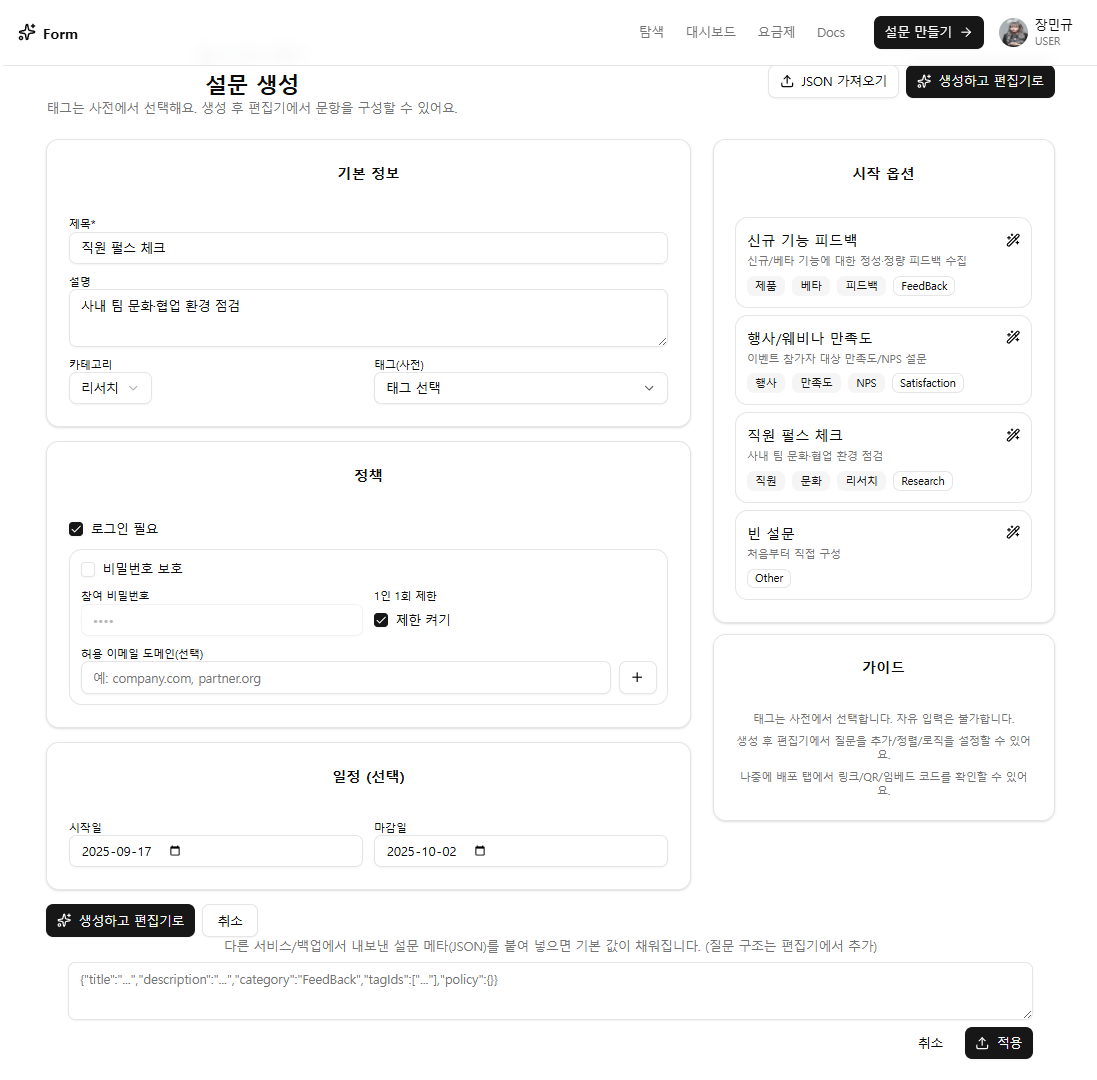 Form
탐색
대시보드
요금제
Docs
설문 만들기
장민규
USER
설문 생성
태그는 사전에서 선택해요. 생성 후 편집기에서 문항을 구성할 수 있어요.
JSON 가져오기
생성하고 편집기로
기본 정보
제목*
직원 펄스 체크
설명
사내 팀 문화·협업 환경 점검
카테고리
리서치
태그(사전)
태그 선택
정책
로그인 필요
비밀번호 보호
참여 비밀번호
••••
1인 1회 제한
제한 켜기
허용 이메일 도메인(선택)
예: company.com, partner.org
일정 (선택)
시작일
2025-09-17
마감일
2025-10-02
시작 옵션
신규 기능 피드백
신규/베타 기능에 대한 정성·정량 피드백 수집
제품 베타 피드백 FeedBack
행사/웨비나 만족도
이벤트 참가자 대상 만족도/NPS 설문
행사 만족도 NPS Satisfaction
직원 펄스 체크
사내 팀 문화·협업 환경 점검
직원 문화 리서치 Research
빈 설문
처음부터 직접 구성
Other
가이드
태그는 사전에서 선택합니다. 자유 입력은 불가합니다.
생성 후 편집기에서 질문을 추가/정렬/로직을 설정할 수 있어
요.
나중에 배포 탭에서 링크/QR/임베드 코드를 확인할 수 있어
요.
생성하고 편집기로
취소
다른 서비스/백업에서 내보낸 설문 메타(JSON)를 붙여 넣으면 기본 값이 채워집니다. (질문 구조는 편집기에서 추가)
{"title":"...","description":"...","category":"FeedBack","tagIds":["..."],"policy":{}}
취소
적용